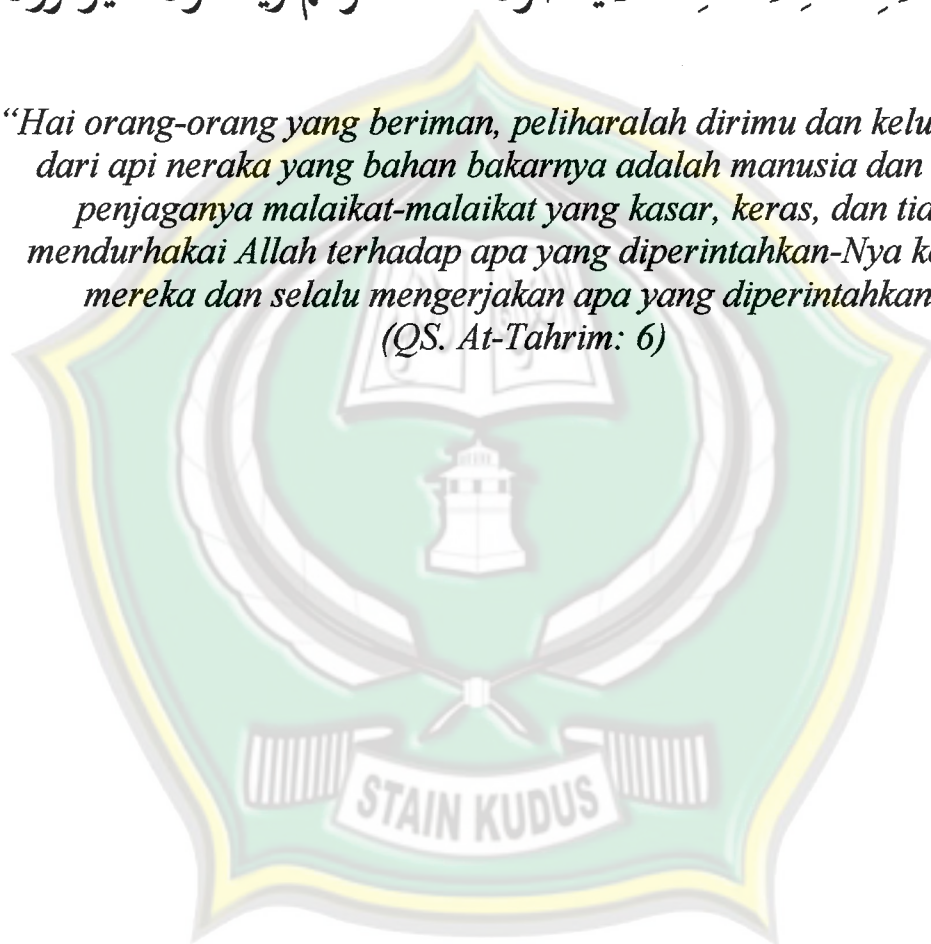 “Hai orang-orang yang beriman, peliharalah dirimu dan
dari api neraka yang bahan bakarnya adalah manusia dan
penjaganya malaikat-malaikat yang kasar, keras, dan
mendurhakai Allah terhadap apa yang diperintahkan-Nya
mereka dan selalu mengerjakan apa yang diperintahkan
(QS. At-Tahrim: 6)
STAIN KUDUS